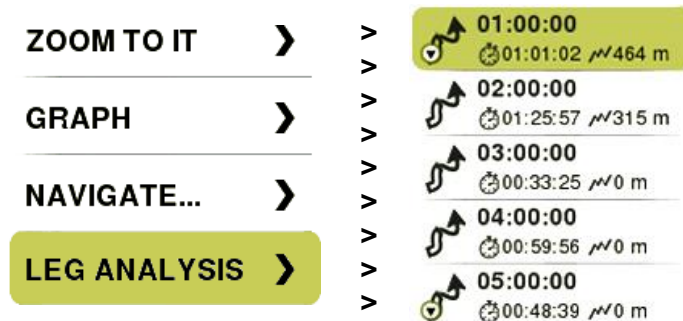 ZOOM TO IT
GRAPH
NAVIGATE...
LEG ANALYSIS
>
>
>
>
>
>
>
>
>
01:00:00
01:01:02 464 m
02:00:00
01:25:57 315 m
03:00:00
00:33:25 0 m
04:00:00
00:59:56 0 m
05:00:00
00:48:39 0 m